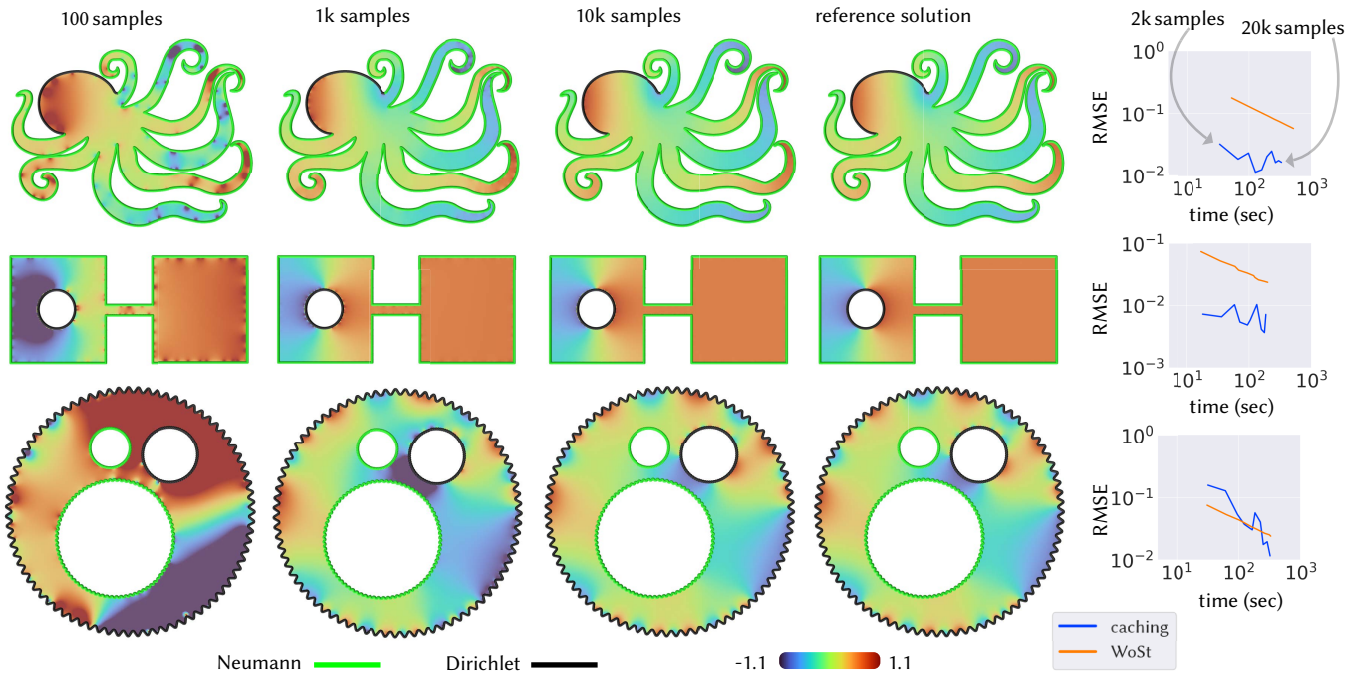 100 samples
1k samples
10k samples
reference solution
2k samples
20k samples
10^0
10^-1
10^-2
RMSE
10^1 10^2 10^3
time (sec)
10^-1
10^-2
10^-3
RMSE
10^1 10^2 10^3
time (sec)
10^0
10^-1
10^-2
RMSE
10^1 10^2 10^3
time (sec)
caching
WoSt
Neumann
Dirichlet
-1.1
1.1